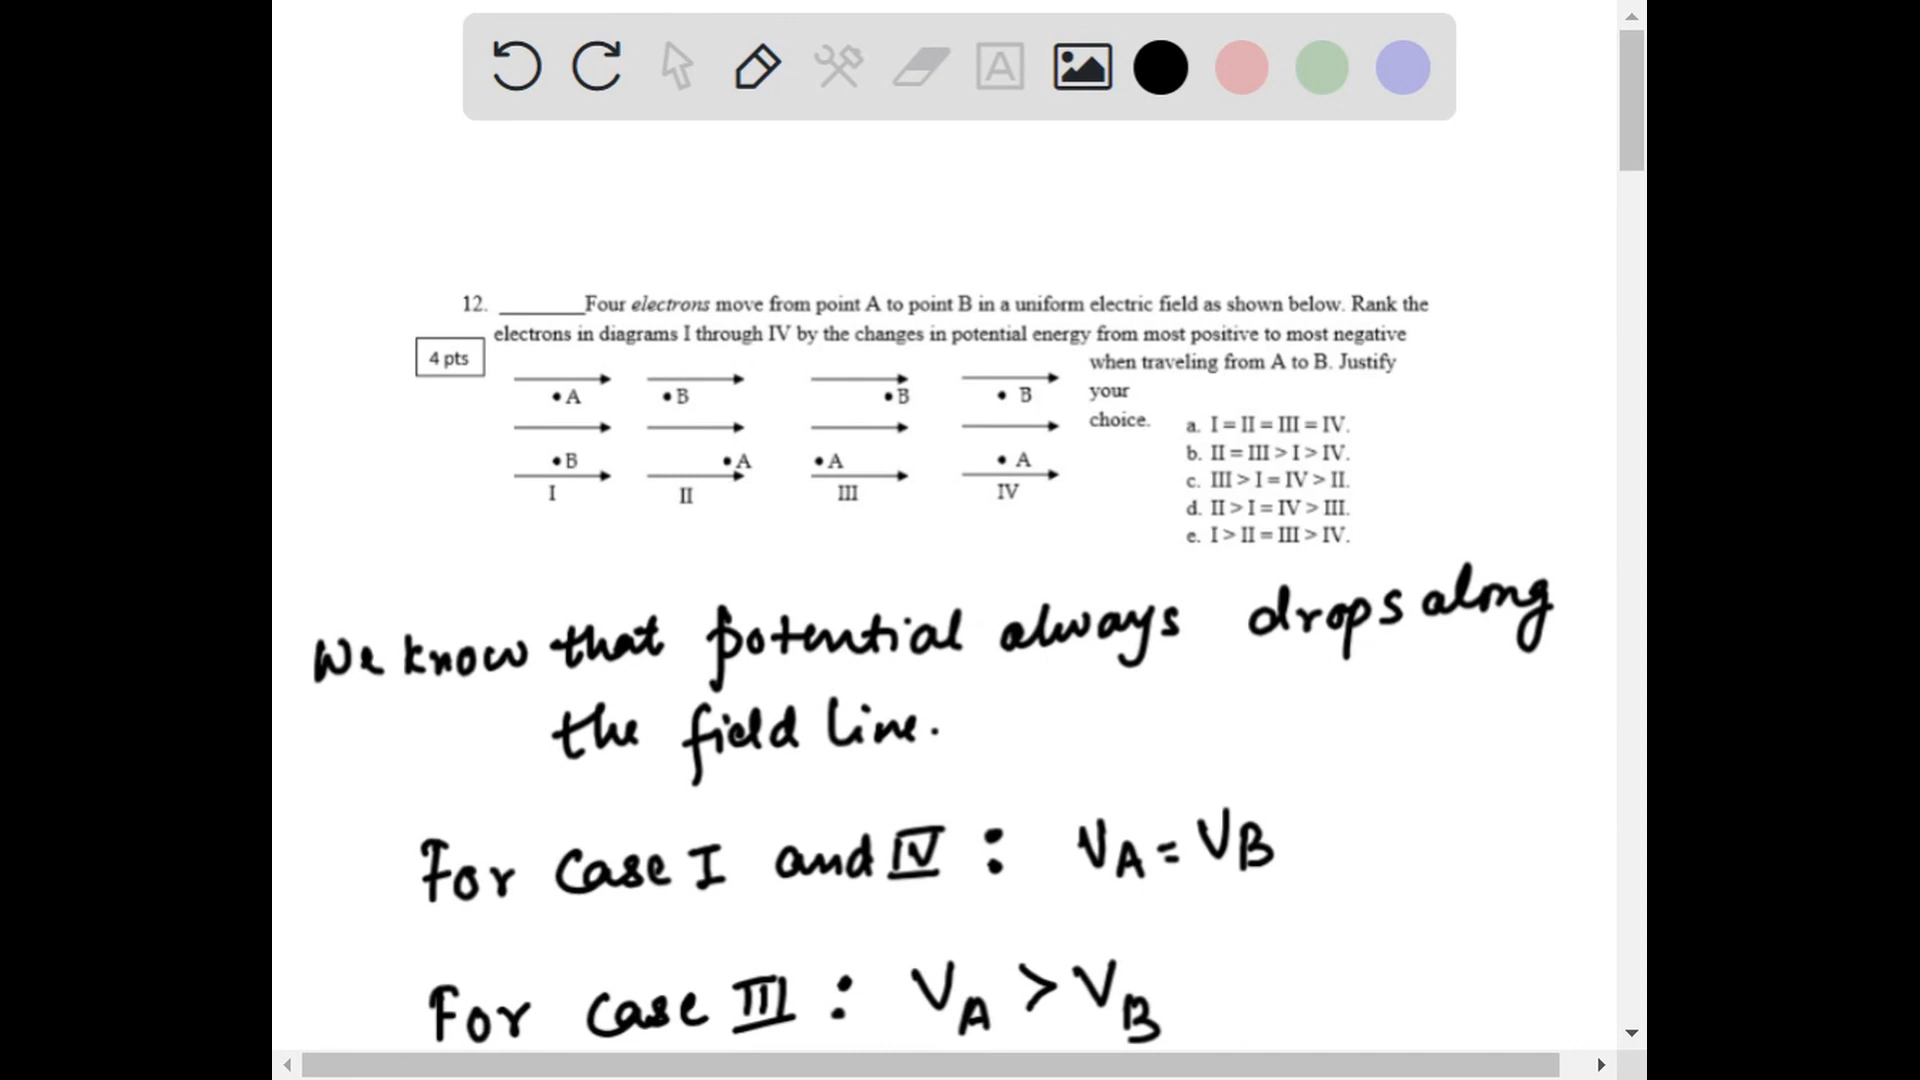 A
12. ______Four electrons move from point A to point B in a uniform electric field as shown below. Rank the
electrons in diagrams I through IV by the changes in potential energy from most positive to most negative
4 pts
when traveling from A to B. Justify
your
choice.
•A •B •B • B
•B •A •A • A
I II III IV
a. I = II = III = IV.
b. II = III > I > IV.
c. III > I = IV > II.
d. II > I = IV > III.
e. I > II = III > IV.
We know that potential always drops along
the field line.
For Case I and IV : VA = VB
For case III : VA > VB